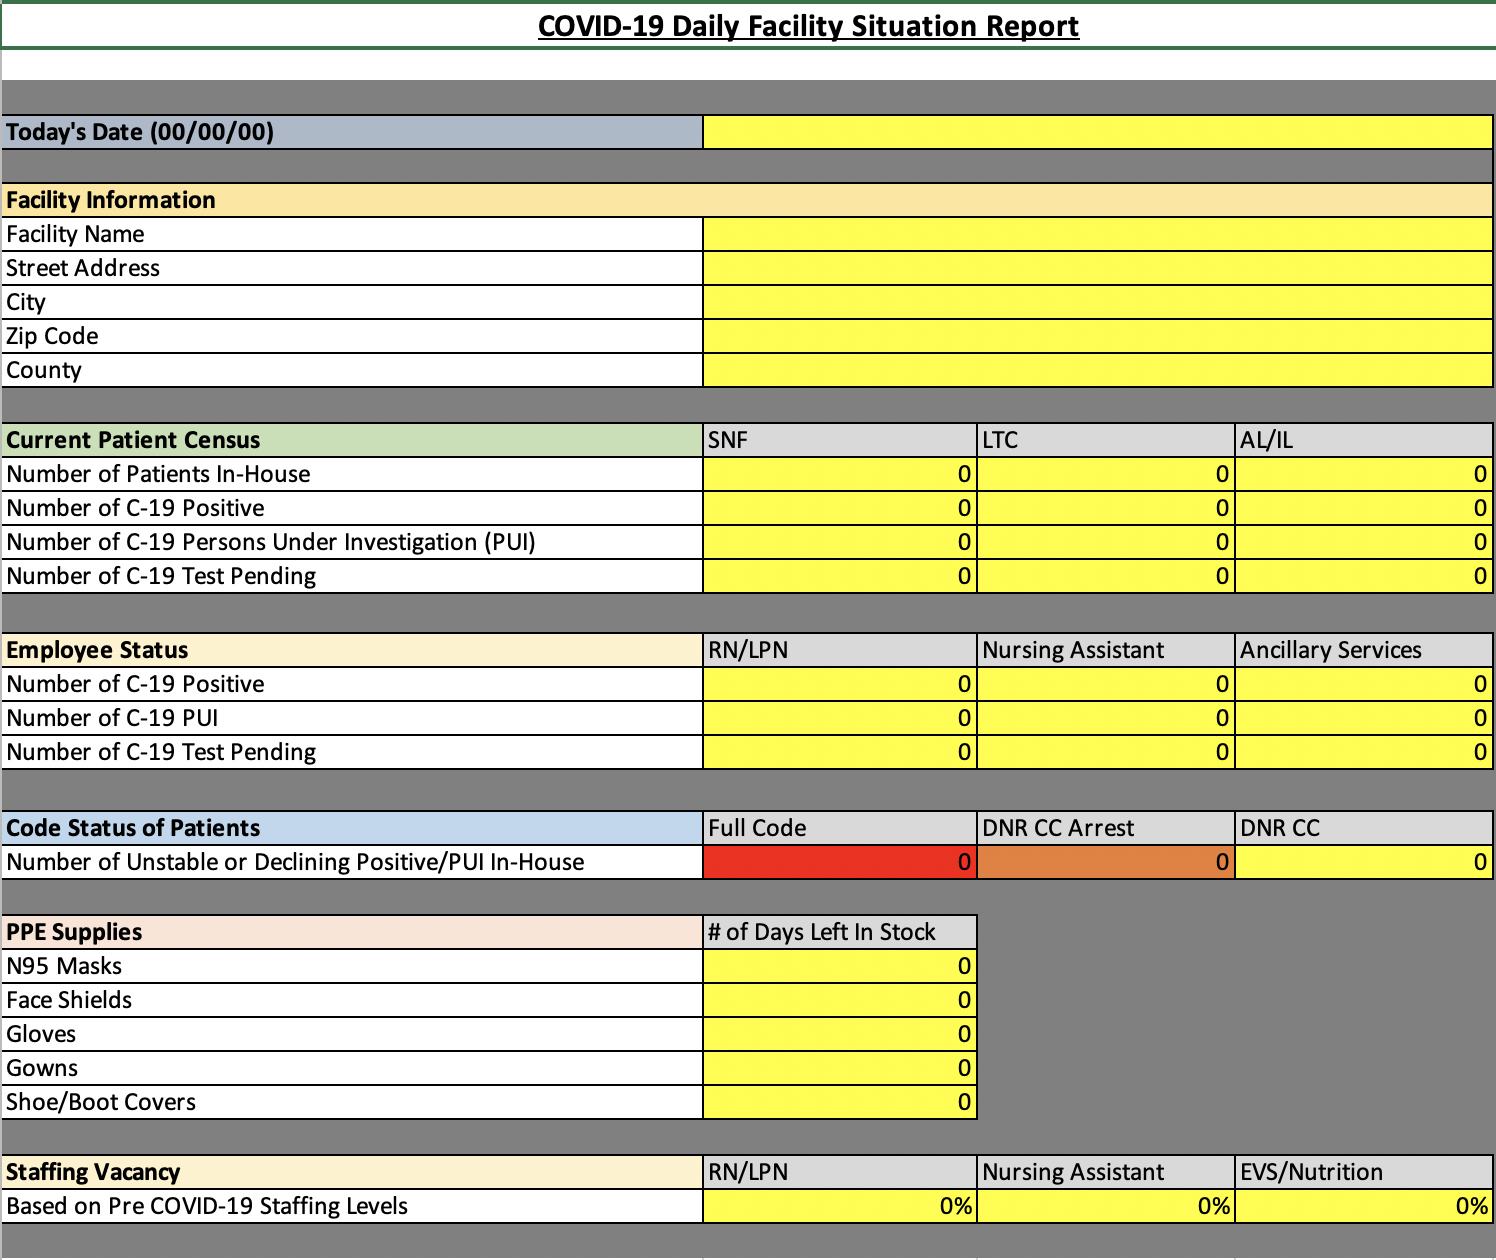 COVID-19 Daily Facility Situation Report
Today's Date (00/00/00)
Facility Information
Facility Name
Street Address
City
Zip Code
County
Current Patient Census SNF LTC AL/IL
Number of Patients In-House 0 0 0
Number of C-19 Positive 0 0 0
Number of C-19 Persons Under Investigation (PUI) 0 0 0
Number of C-19 Test Pending 0 0 0
Employee Status RN/LPN Nursing Assistant Ancillary Services
Number of C-19 Positive 0 0 0
Number of C-19 PUI 0 0 0
Number of C-19 Test Pending 0 0 0
Code Status of Patients Full Code DNR CC Arrest DNR CC
Number of Unstable or Declining Positive/PUI In-House 0 0 0
PPE Supplies # of Days Left In Stock
N95 Masks 0
Face Shields 0
Gloves 0
Gowns 0
Shoe/Boot Covers 0
Staffing Vacancy RN/LPN Nursing Assistant EVS/Nutrition
Based on Pre COVID-19 Staffing Levels 0% 0% 0%